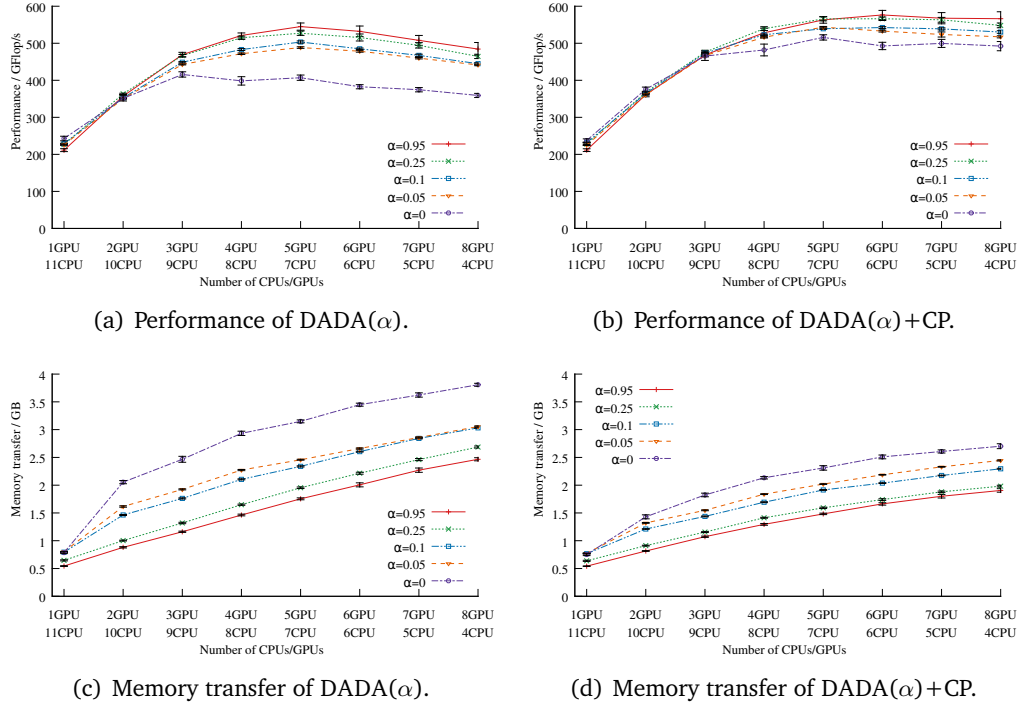 600
500
400
300
200
100
0
Performance / GFlop/s
α=0.95
α=0.25
α=0.1
α=0.05
α=0
1GPU 2GPU 3GPU 4GPU 5GPU 6GPU 7GPU 8GPU
11CPU 10CPU 9CPU 8CPU 7CPU 6CPU 5CPU 4CPU
Number of CPUs/GPUs
(a) Performance of DADA(α).
600
500
400
300
200
100
0
Performance / GFlop/s
α=0.95
α=0.25
α=0.1
α=0.05
α=0
1GPU 2GPU 3GPU 4GPU 5GPU 6GPU 7GPU 8GPU
11CPU 10CPU 9CPU 8CPU 7CPU 6CPU 5CPU 4CPU
Number of CPUs/GPUs
(b) Performance of DADA(α)+CP.
4
3.5
3
2.5
2
1.5
1
0.5
0
Memory transfer / GB
α=0.95
α=0.25
α=0.1
α=0.05
α=0
1GPU 2GPU 3GPU 4GPU 5GPU 6GPU 7GPU 8GPU
11CPU 10CPU 9CPU 8CPU 7CPU 6CPU 5CPU 4CPU
Number of CPUs/GPUs
(c) Memory transfer of DADA(α).
4
3.5
3
2.5
2
1.5
1
0.5
0
Memory transfer / GB
α=0.95
α=0.25
α=0.1
α=0.05
α=0
1GPU 2GPU 3GPU 4GPU 5GPU 6GPU 7GPU 8GPU
11CPU 10CPU 9CPU 8CPU 7CPU 6CPU 5CPU 4CPU
Number of CPUs/GPUs
(d) Memory transfer of DADA(α)+CP.